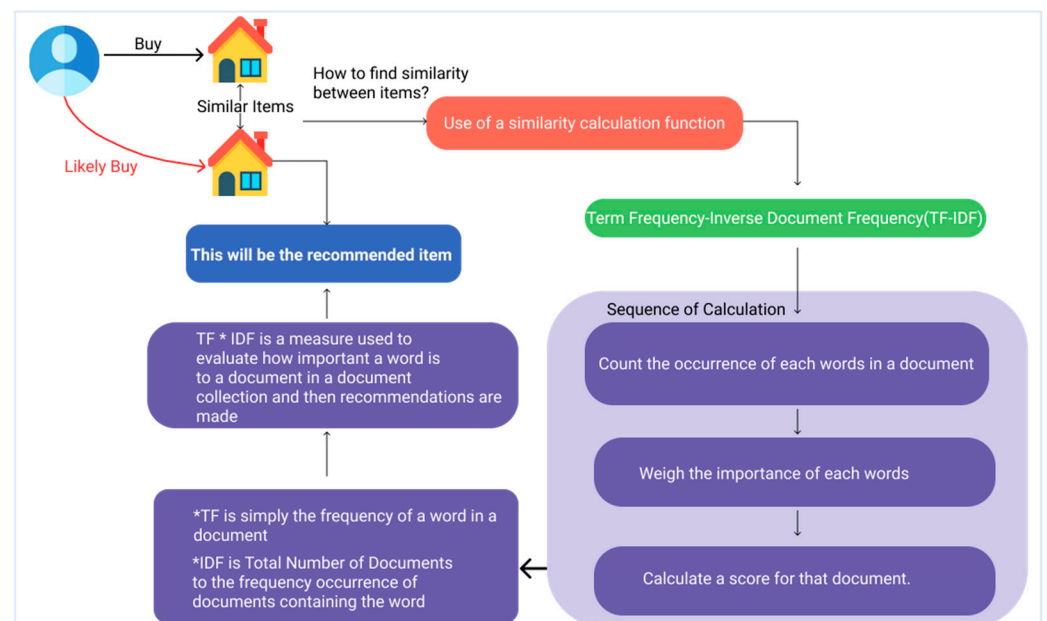 Buy
How to find similarity
between items?
Similar Items
Use of a similarity calculation function
Likely Buy
Term Frequency-Inverse Document Frequency(TF-IDF)
This will be the recommended item
Sequence of Calculation
TF * IDF is a measure used to
evaluate how important a word is
to a document in a document
collection and then recommendations are
made
Count the occurrence of each words in a document
Weigh the importance of each words
*TF is simply the frequency of a word in a
document
*IDF is Total Number of Documents
to the frequency occurrence of
documents containing the word
Calculate a score for that document.